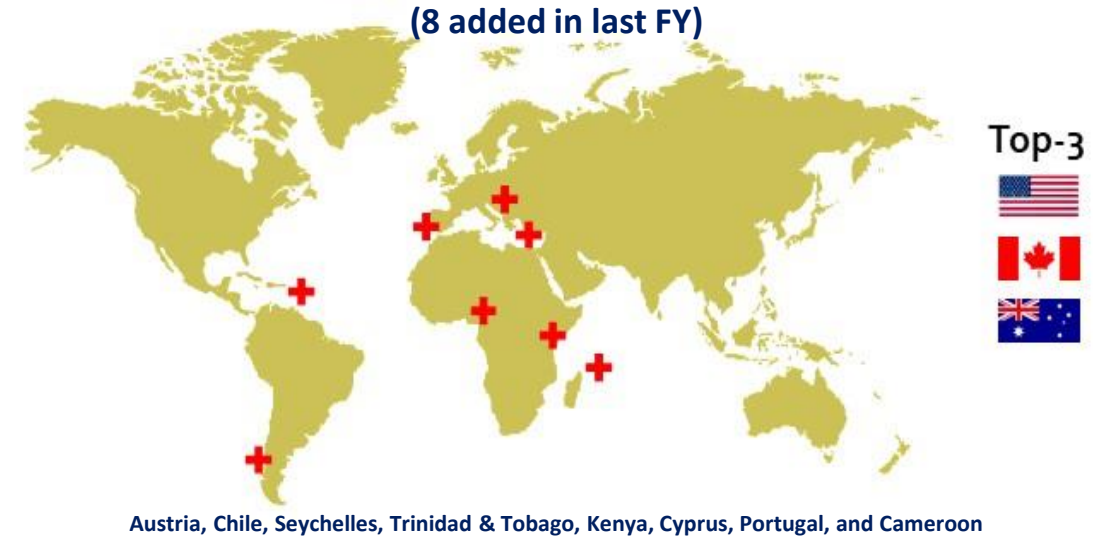 (8 added in last FY)
Top-3
Austria, Chile, Seychelles, Trinidad & Tobago, Kenya, Cyprus, Portugal, and Cameroon